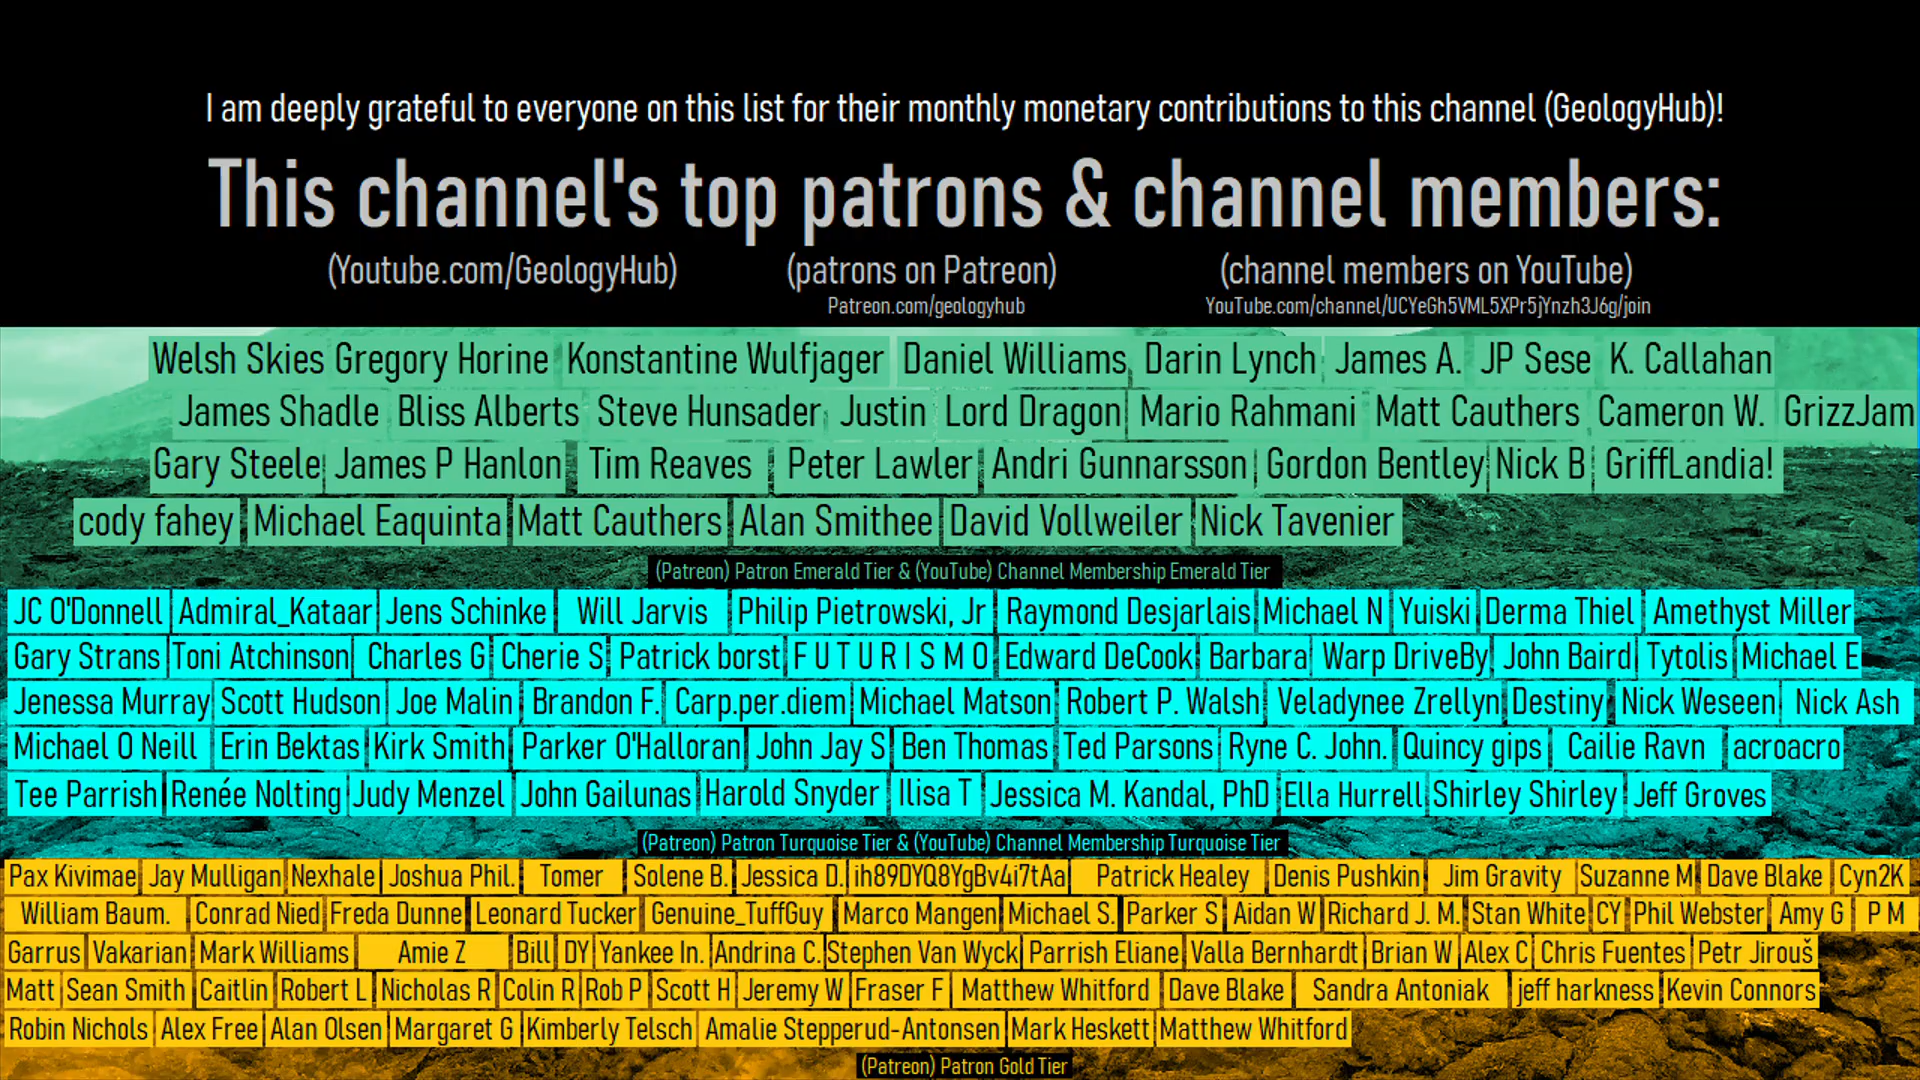 I am deeply grateful to everyone on this list for their monthly monetary contributions to this channel (GeologyHub)!
This channel's top patrons & channel members:
(Youtube.com/GeologyHub) (patrons on Patreon) (channel members on YouTube)
Patreon.com/geologyhub YouTube.com/channel/UCYeGh5VML5XPr5jYnzh3J6g/join
Welsh Skies Gregory Horine Konstantine Wulfjager Daniel Williams Darin Lynch James A. JP Sese K. Callahan
James Shadle Bliss Alberts Steve Hunsader Justin Lord Dragon Mario Rahmani Matt Cauthers Cameron W. GrizzJam
Gary Steele James P Hanlon Tim Reaves Peter Lawler Andri Gunnarsson Gordon Bentley Nick B GriffLandia!
cody fahey Michael Eaquinta Matt Cauthers Alan Smithee David Vollweiler Nick Tavenier
(Patreon) Patron Emerald Tier & (YouTube) Channel Membership Emerald Tier
JC O'Donnell Admiral_Kataar Jens Schinke Will Jarvis Philip Pietrowski, Jr Raymond Desjarlais Michael N Yuiski Derma Thiel Amethyst Miller
Gary Strans Toni Atchinson Charles G Cherie S Patrick borst F U T U R I S M O Edward DeCook Barbara Warp DriveBy John Baird Tytolis Michael E
Jenessa Murray Scott Hudson Joe Malin Brandon F. Carp.per.diem Michael Matson Robert P. Walsh Veladynee Zrellyn Destiny Nick Weseen Nick Ash
Michael O Neill Erin Bektas Kirk Smith Parker O'Halloran John Jay S Ben Thomas Ted Parsons Ryne C. John. Quincy gips Cailie Ravn acroacro
Tee Parrish Renée Nolting Judy Menzel John Gailunas Harold Snyder Ilisa T Jessica M. Kandal, PhD Ella Hurrell Shirley Shirley Jeff Groves
(Patreon) Patron Turquoise Tier & (YouTube) Channel Membership Turquoise Tier
Pax Kivimae Jay Mulligan Nexhale Joshua Phil. Tomer Solene B. Jessica D. ih89DYQ8YgBv4i7tAa Patrick Healey Denis Pushkin Jim Gravity Suzanne M Dave Blake Cyn2K
William Baum. Conrad Nied Freda Dunne Leonard Tucker Genuine_TuffGuy Marco Mangen Michael S. Parker S Aidan W Richard J. M. Stan White CY Phil Webster Amy G P M
Garrus Vakarian Mark Williams Amie Z Bill DY Yankee In. Andrina C. Stephen Van Wyck Parrish Eliane Valla Bernhardt Brian W Alex C Chris Fuentes Petr Jirouš
Matt Sean Smith Caitlin Robert L Nicholas R Colin R Rob P Scott H Jeremy W Fraser F Matthew Whitford Dave Blake Sandra Antoniak jeff harkness Kevin Connors
Robin Nichols Alex Free Alan Olsen Margaret G Kimberly Telsch Amalie Stepperud-Antonsen Mark Heskett Matthew Whitford
(Patreon) Patron Gold Tier